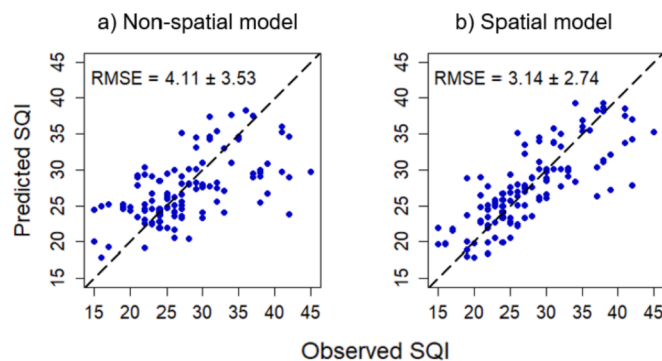 a) Non-spatial model
b) Spatial model
RMSE = 4.11 ± 3.53
RMSE = 3.14 ± 2.74
Predicted SQI
45
40
35
30
25
20
15
45
40
35
30
25
20
15
15 20 25 30 35 40 45
15 20 25 30 35 40 45
Observed SQI